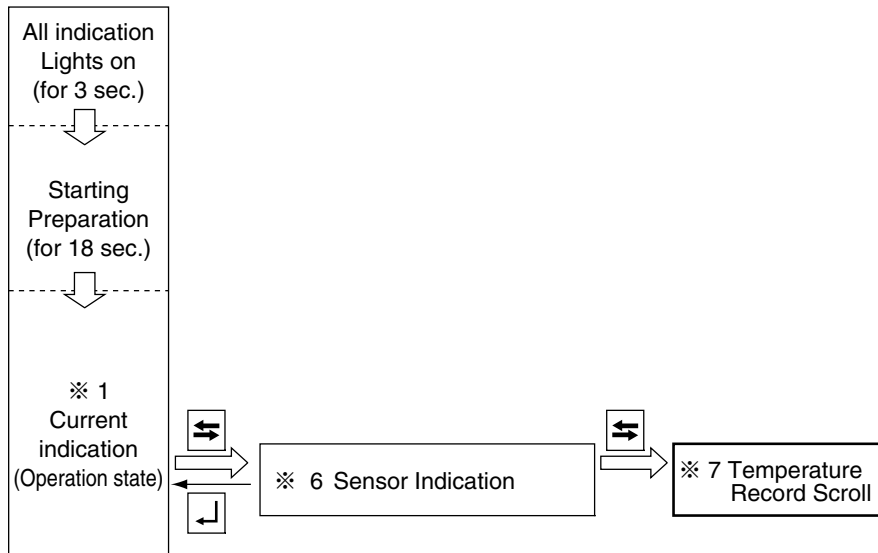 All indication
Lights on
(for 3 sec.)
Starting
Preparation
(for 18 sec.)
※ 1
Current
indication
(Operation state)
※ 6 Sensor Indication
※ 7 Temperature
Record Scroll